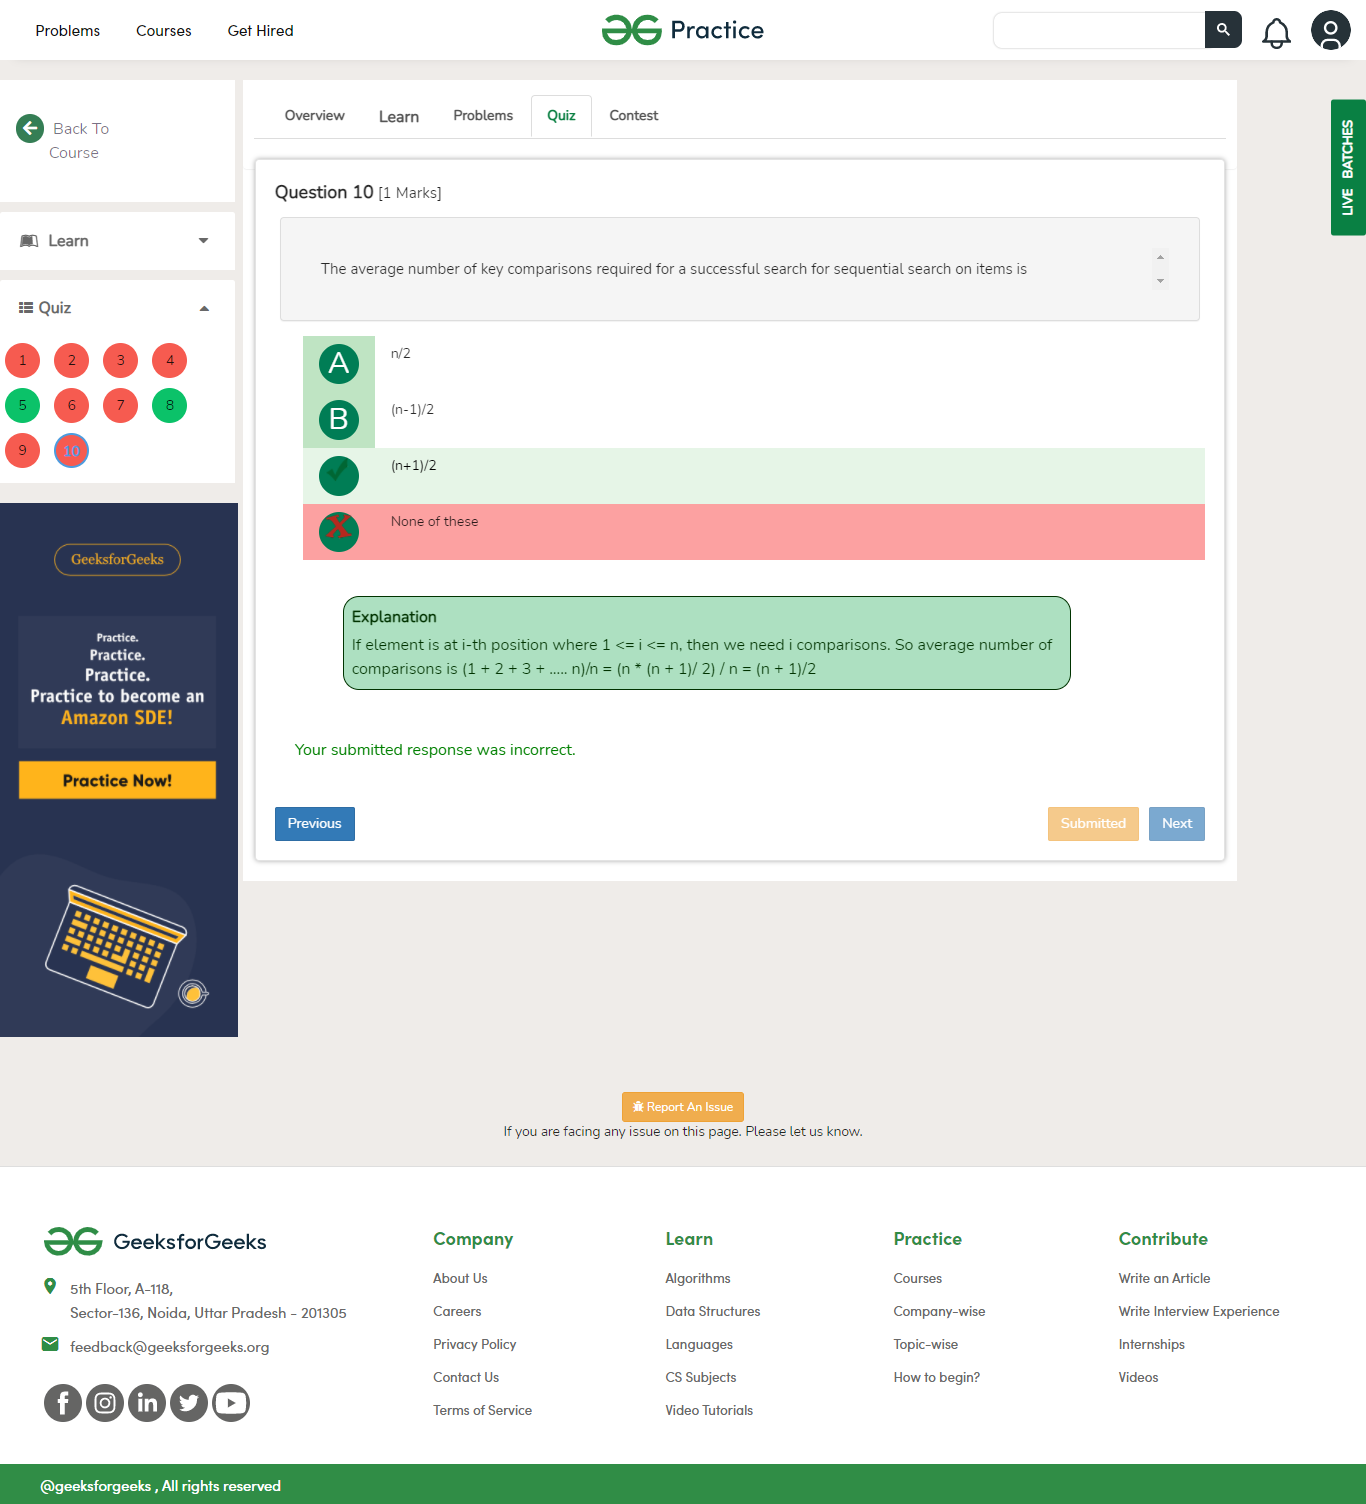 Problems Courses Get Hired
Practice
Back To
Course
Learn
Quiz
1 2 3 4
5 6 7 8
9 10
GeeksforGeeks
Practice.
Practice.
Practice.
Practice to become an
Amazon SDE!
Practice Now!
Overview Learn Problems Quiz Contest
Question 10 [1 Marks]
The average number of key comparisons required for a successful search for sequential search on items is
A n/2
B (n-1)/2
(n+1)/2
X None of these
Explanation
If element is at i-th position where 1 <= i <= n, then we need i comparisons. So average number of
comparisons is (1 + 2 + 3 + ..... n)/n = (n * (n + 1)/ 2) / n = (n + 1)/2
Your submitted response was incorrect.
Previous Submitted Next
LIVE BATCHES
Report An Issue
If you are facing any issue on this page. Please let us know.
GeeksforGeeks
5th Floor, A-118,
Sector-136, Noida, Uttar Pradesh - 201305
feedback@geeksforgeeks.org
Company
About Us
Careers
Privacy Policy
Contact Us
Terms of Service
Learn
Algorithms
Data Structures
Languages
CS Subjects
Video Tutorials
Practice
Courses
Company-wise
Topic-wise
How to begin?
Contribute
Write an Article
Write Interview Experience
Internships
Videos
@geeksforgeeks , All rights reserved